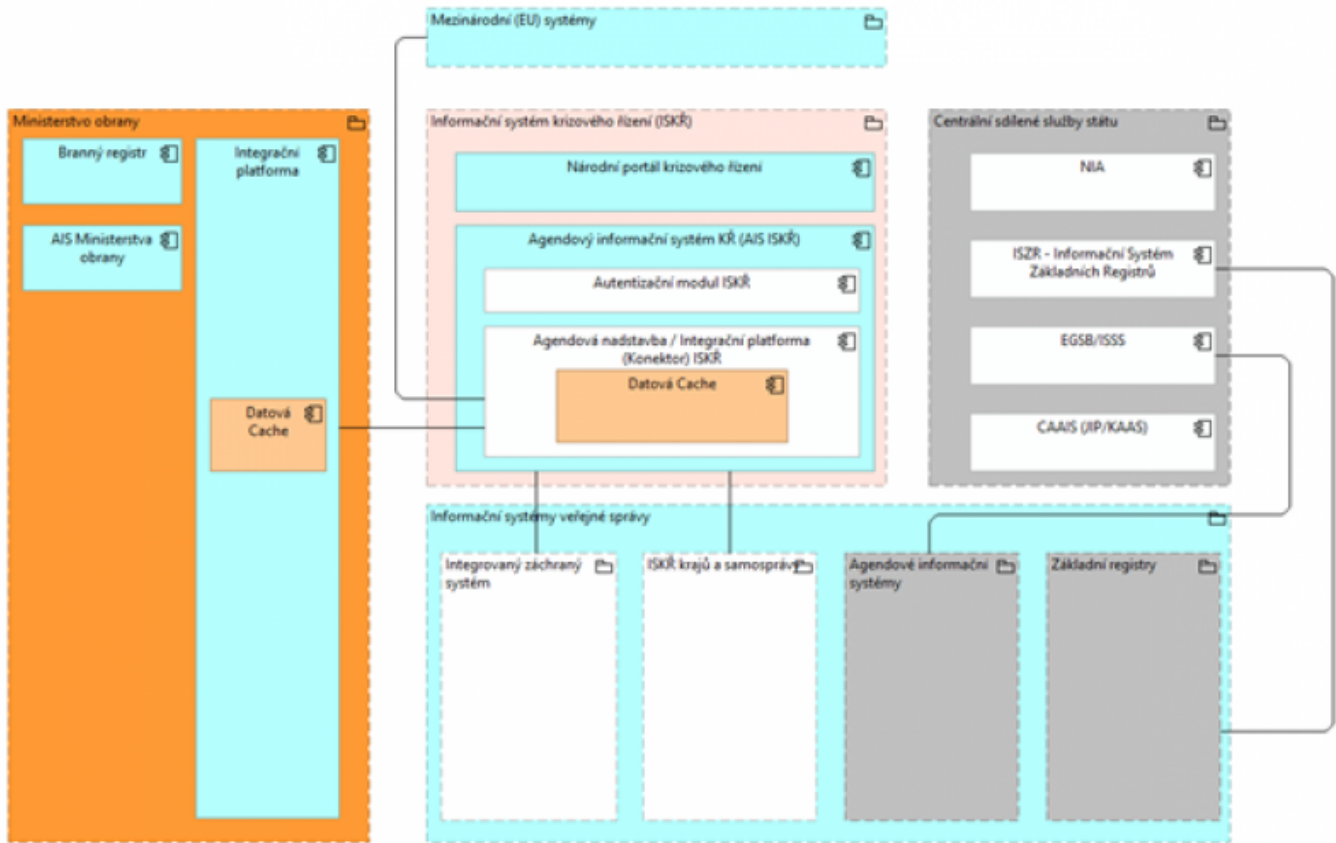 Mezinárodní (EU) systémy
Ministerstvo obrany
Branný registr
Integrační
platforma
AIS Ministerstva
obrany
Datová
Cache
Informační systém krizového řízení (ISKŘ)
Národní portál krizového řízení
Agendový informační systém KŘ (AIS ISKŘ)
Autentizační modul ISKŘ
Agendová nadstavba / Integrační platforma
(Konektor) ISKŘ
Datová Cache
Centrální sdílené služby státu
NIA
ISZR - Informační Systém
Základních Registrů
EGSB/ISSS
CAAIS (JIP/KAAS)
Informační systémy veřejné správy
Integrovaný záchraný
systém
ISKŘ krajů a samosprávy
Agendové informační
systémy
Základní registry